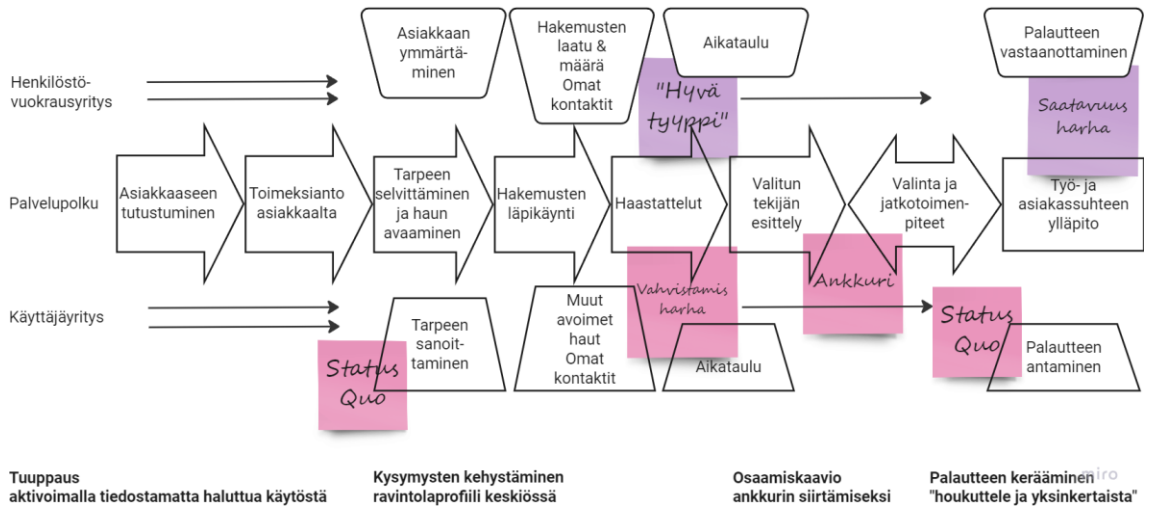 Asiakkaan
ymmärtä-
minen
Hakemusten
laatu &
määrä
Omat
kontaktit
Aikataulu
Palautteen
vastaanottaminen
Henkilöstö-
vuokrausyritys
"Hyvä
tyyppi"
Saatavuus
harha
Palvelupolku
Asiakkaaseen
tutustuminen
Toimeksianto
asiakkaalta
Tarpeen
selvittäminen
ja haun
avaaminen
Hakemusten
läpikäynti
Haastattelut
Valitun
tekijän
esittely
Valinta ja
jatkotoimen-
piteet
Työ- ja
asiakassuhteen
ylläpito
Käyttäjäyritys
Status
Quo
Tarpeen
sanoit-
taminen
Muut
avoimet
haut
Omat
kontaktit
Vahvistamis
harha
Aikataulu
Ankkuri
Status
Quo
Palautteen
antaminen
Tuuppaus
aktivoimalla tiedostamatta haluttua käytöstä
Kysymysten kehystäminen
ravintolaprofiili keskiössä
Osaamiskaavio
ankkurin siirtämiseksi
Palautteen kerääminen
"houkuttele ja yksinkertaista"
miro